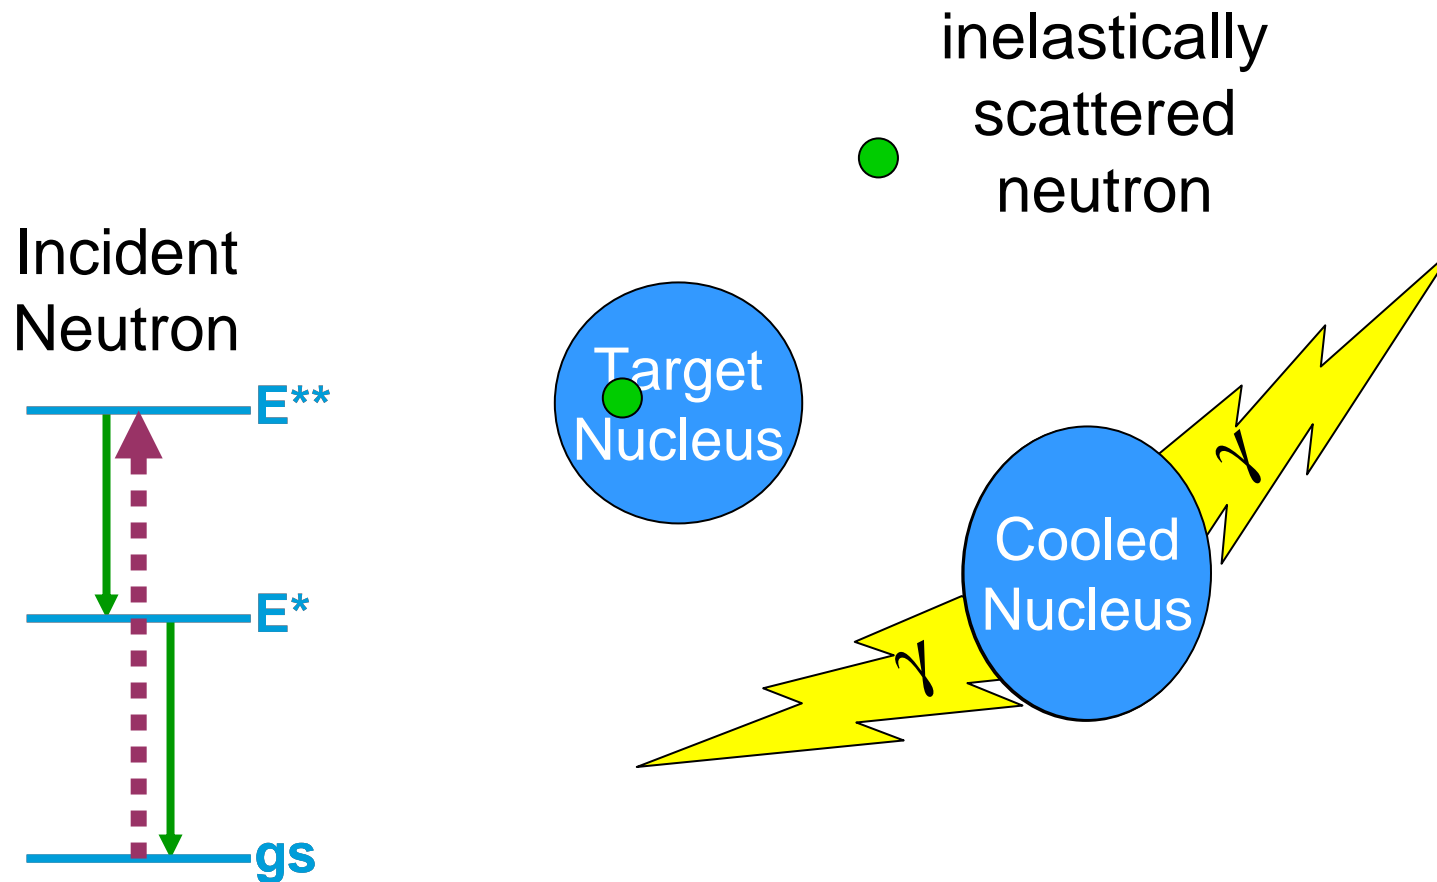 inelastically
scattered
neutron
Incident
Neutron
E**
E*
gs
Target
Nucleus
Cooled
Nucleus
γ
γ